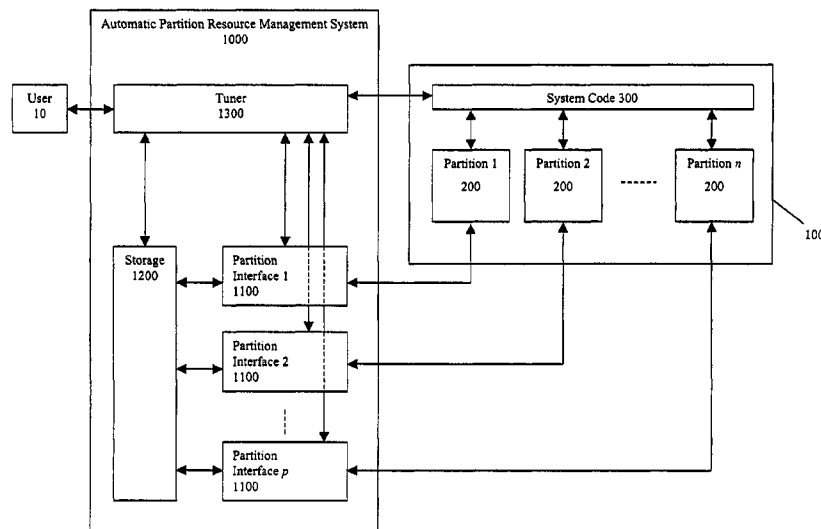 Automatic Partition Resource Management System
1000
User
10
Tuner
1300
System Code 300
Partition 1
200
Partition 2
200
Partition n
200
100
Storage
1200
Partition
Interface 1
1100
Partition
Interface 2
1100
Partition
Interface p
1100